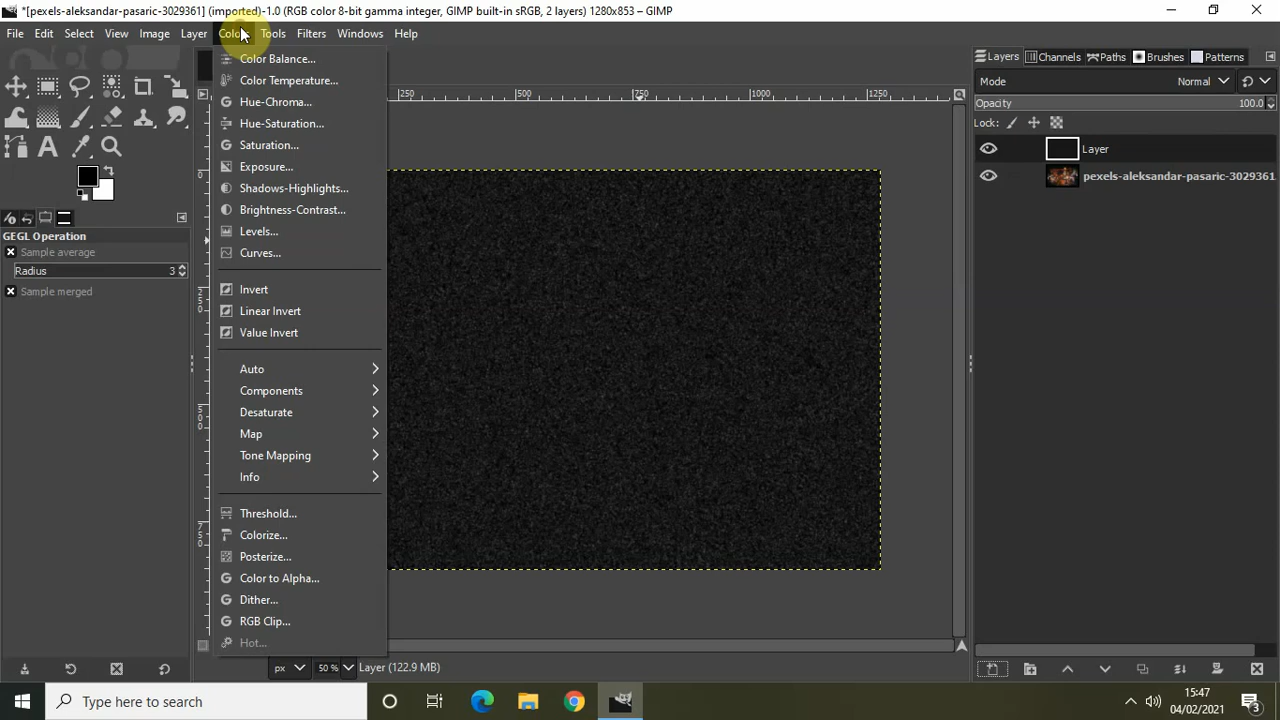 *[pexels-aleksandar-pasaric-3029361] (imported)-1.0 (RGB color 8-bit gamma integer, GIMP built-in sRGB, 2 layers) 1280x853 – GIMP
File Edit Select View Image Layer Colors Tools Filters Windows Help
Color Balance...
Color Temperature...
Hue-Chroma...
Hue-Saturation...
Saturation...
Exposure...
Shadows-Highlights...
Brightness-Contrast...
Levels...
Curves...
Invert
Linear Invert
Value Invert
Auto
Components
Desaturate
Map
Tone Mapping
Info
Threshold...
Colorize...
Posterize...
Color to Alpha...
Dither...
RGB Clip...
Hot...
GEGL Operation
Sample average
Radius 3
Sample merged
250 500 750 1000 1250
0
250
500
750
px 50 % Layer (122.9 MB)
Layers Channels Paths Brushes Patterns
Mode Normal
Opacity 100.0
Lock:
Layer
pexels-aleksandar-pasaric-3029361
Type here to search
15:47
04/02/2021
3